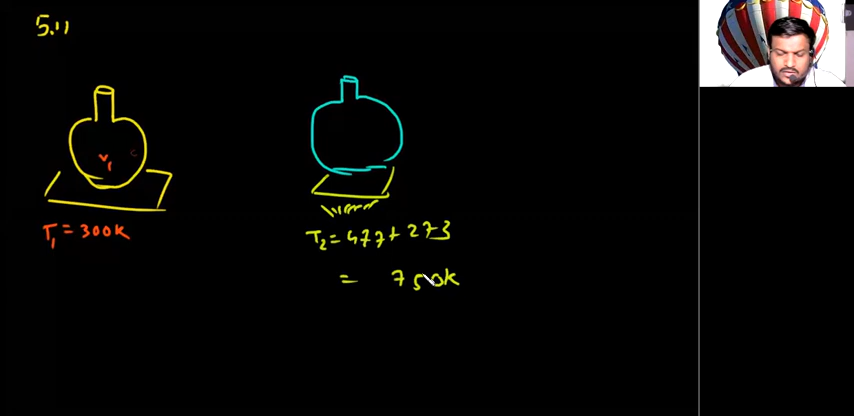 5.11
V₁
T₁ = 300K
T₂ = 477 + 273
= 750K